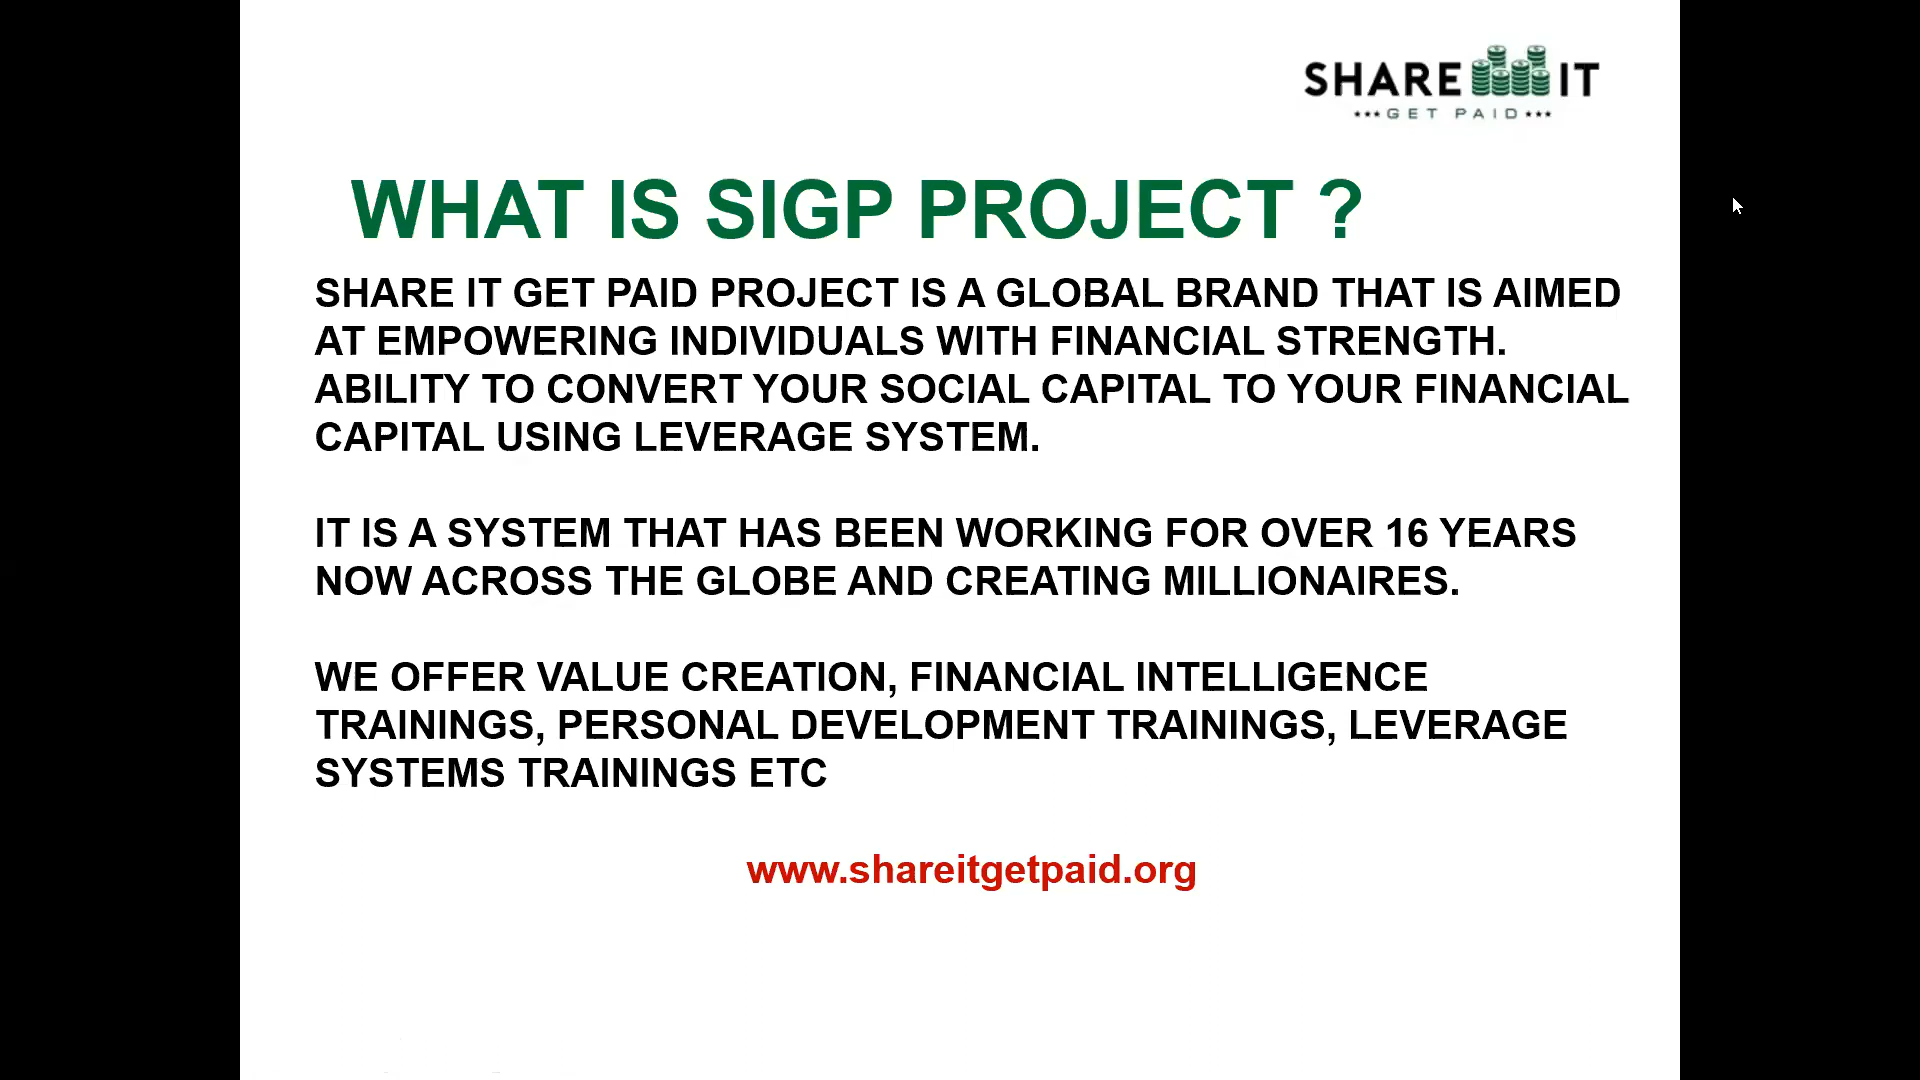 SHARE IT
***GET PAID***
WHAT IS SIGP PROJECT ?
SHARE IT GET PAID PROJECT IS A GLOBAL BRAND THAT IS AIMED
AT EMPOWERING INDIVIDUALS WITH FINANCIAL STRENGTH.
ABILITY TO CONVERT YOUR SOCIAL CAPITAL TO YOUR FINANCIAL
CAPITAL USING LEVERAGE SYSTEM.
IT IS A SYSTEM THAT HAS BEEN WORKING FOR OVER 16 YEARS
NOW ACROSS THE GLOBE AND CREATING MILLIONAIRES.
WE OFFER VALUE CREATION, FINANCIAL INTELLIGENCE
TRAININGS, PERSONAL DEVELOPMENT TRAININGS, LEVERAGE
SYSTEMS TRAININGS ETC
www.shareitgetpaid.org